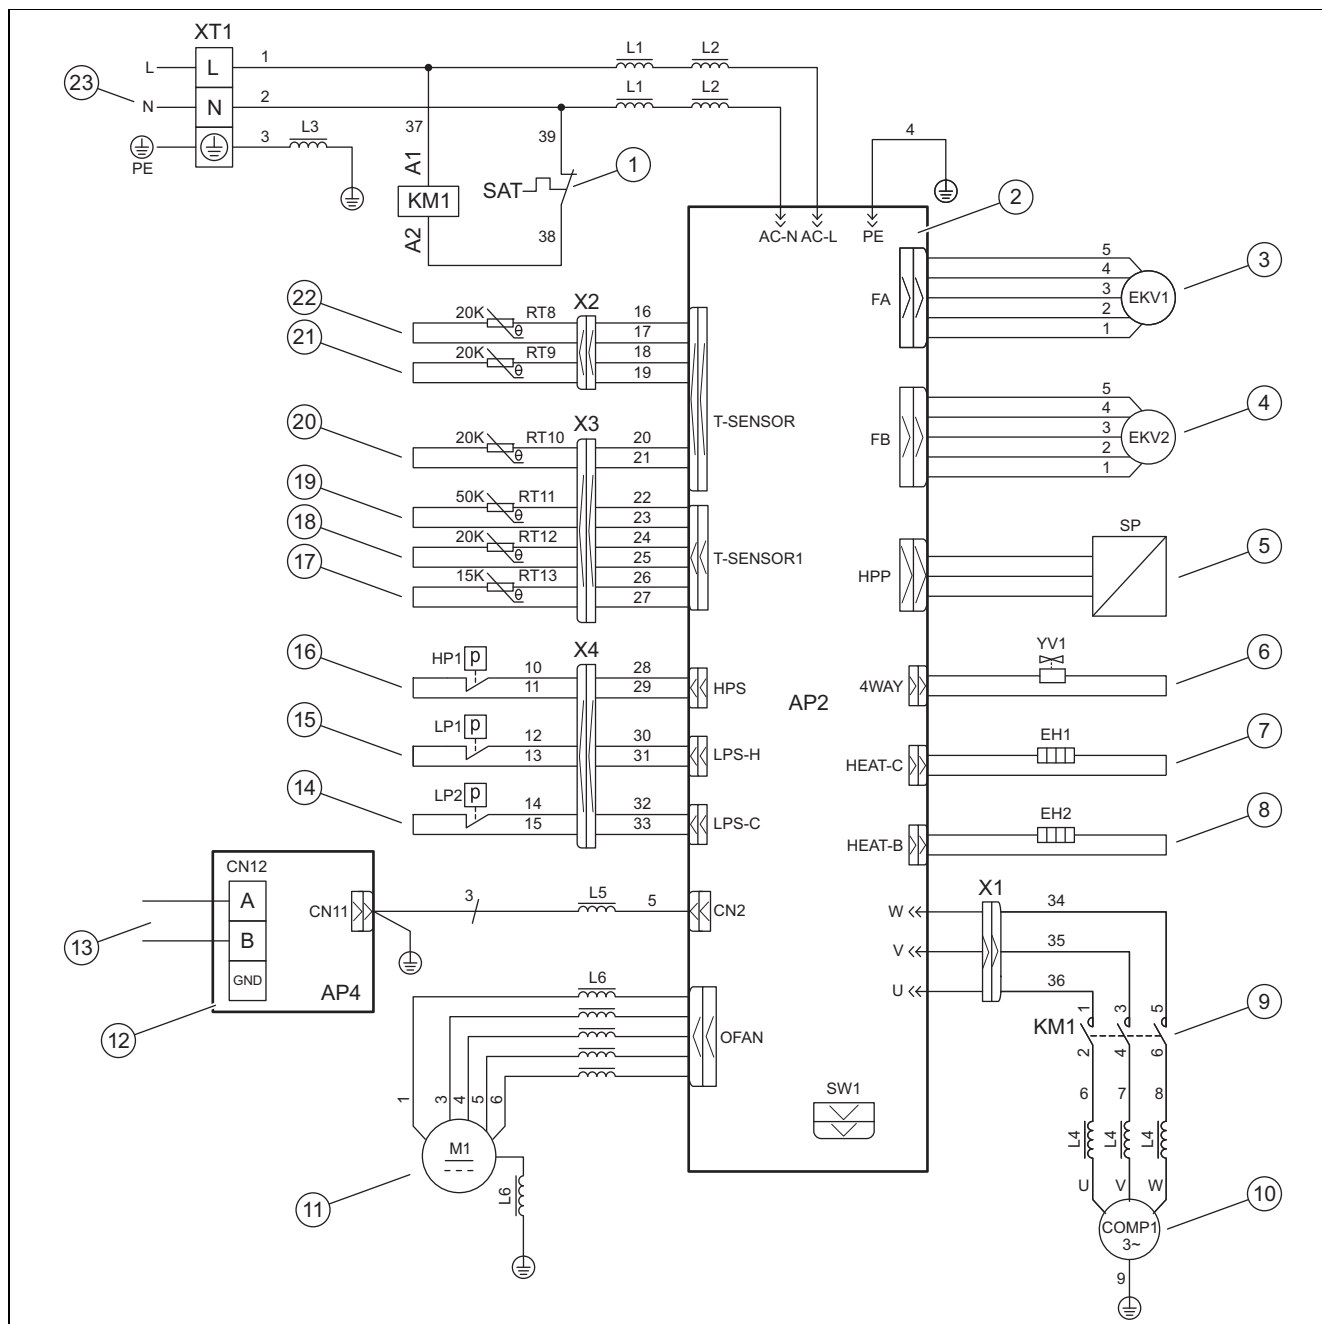 XT1
L L 1 L1 L2
23 N N 2 L1 L2
PE 3 L3
37 39 4
A1 SAT 1
KM1
A2 38
AC-N AC-L PE 2
FA 5 4 3 2 1 EKV1 3
22 20K RT8 X2 16
17
21 20K RT9 18
19
T-SENSOR
FB 5 4 3 2 1 EKV2 4
20 20K RT10 X3 20
21
19 50K RT11 22
23
18 20K RT12 24
25
T-SENSOR1
17 15K RT13 26
27
HPP SP 5
16 HP1 p 10 X4 28
11 29 HPS
AP2
4WAY YV1 6
15 LP1 p 12 30
13 31 LPS-H
HEAT-C EH1 7
14 LP2 p 14 32
15 33 LPS-C
HEAT-B EH2 8
CN12
A
B
GND
13
CN11 3 L5 5 CN2
AP4
12
L6
OFAN
1 3 4 5 6
M1
L6
11
SW1
X1
W 34
V 35
U 36
KM1 1 3 5 9
2 4 6
6 7 8
L4 L4 L4
U V W
COMP1
3~
10
9